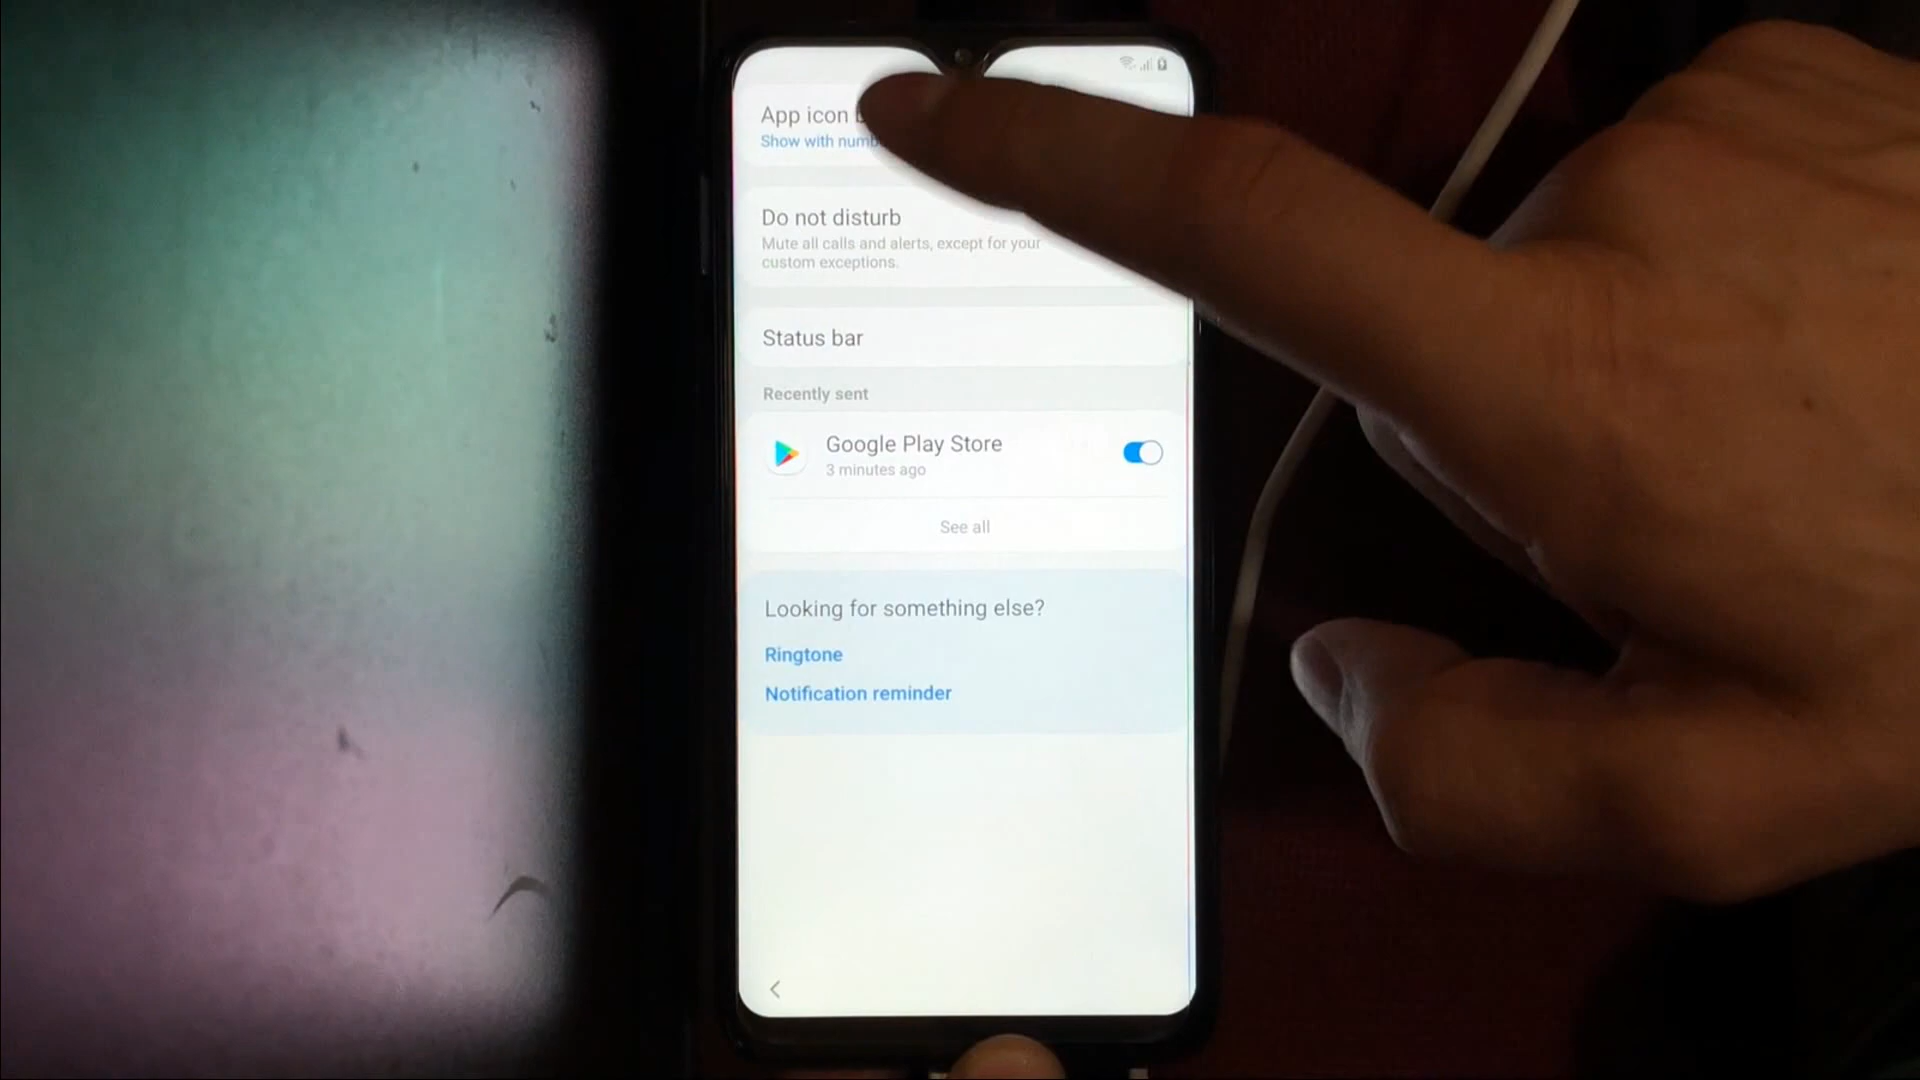 App icon
Show with
Do not disturb
Mute all calls and alerts, except for your
custom exceptions.
Status bar
Recently sent
Google Play Store
3 minutes ago
See all
Looking for something else?
Ringtone
Notification reminder